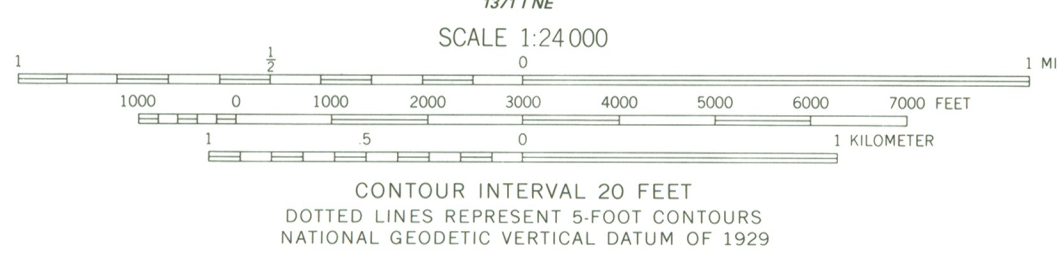 1371 I NE
SCALE 1:24 000
1 1/2 0 1 MI
1000 0 1000 2000 3000 4000 5000 6000 7000 FEET
1 .5 0 1 KILOMETER
CONTOUR INTERVAL 20 FEET
DOTTED LINES REPRESENT 5-FOOT CONTOURS
NATIONAL GEODETIC VERTICAL DATUM OF 1929